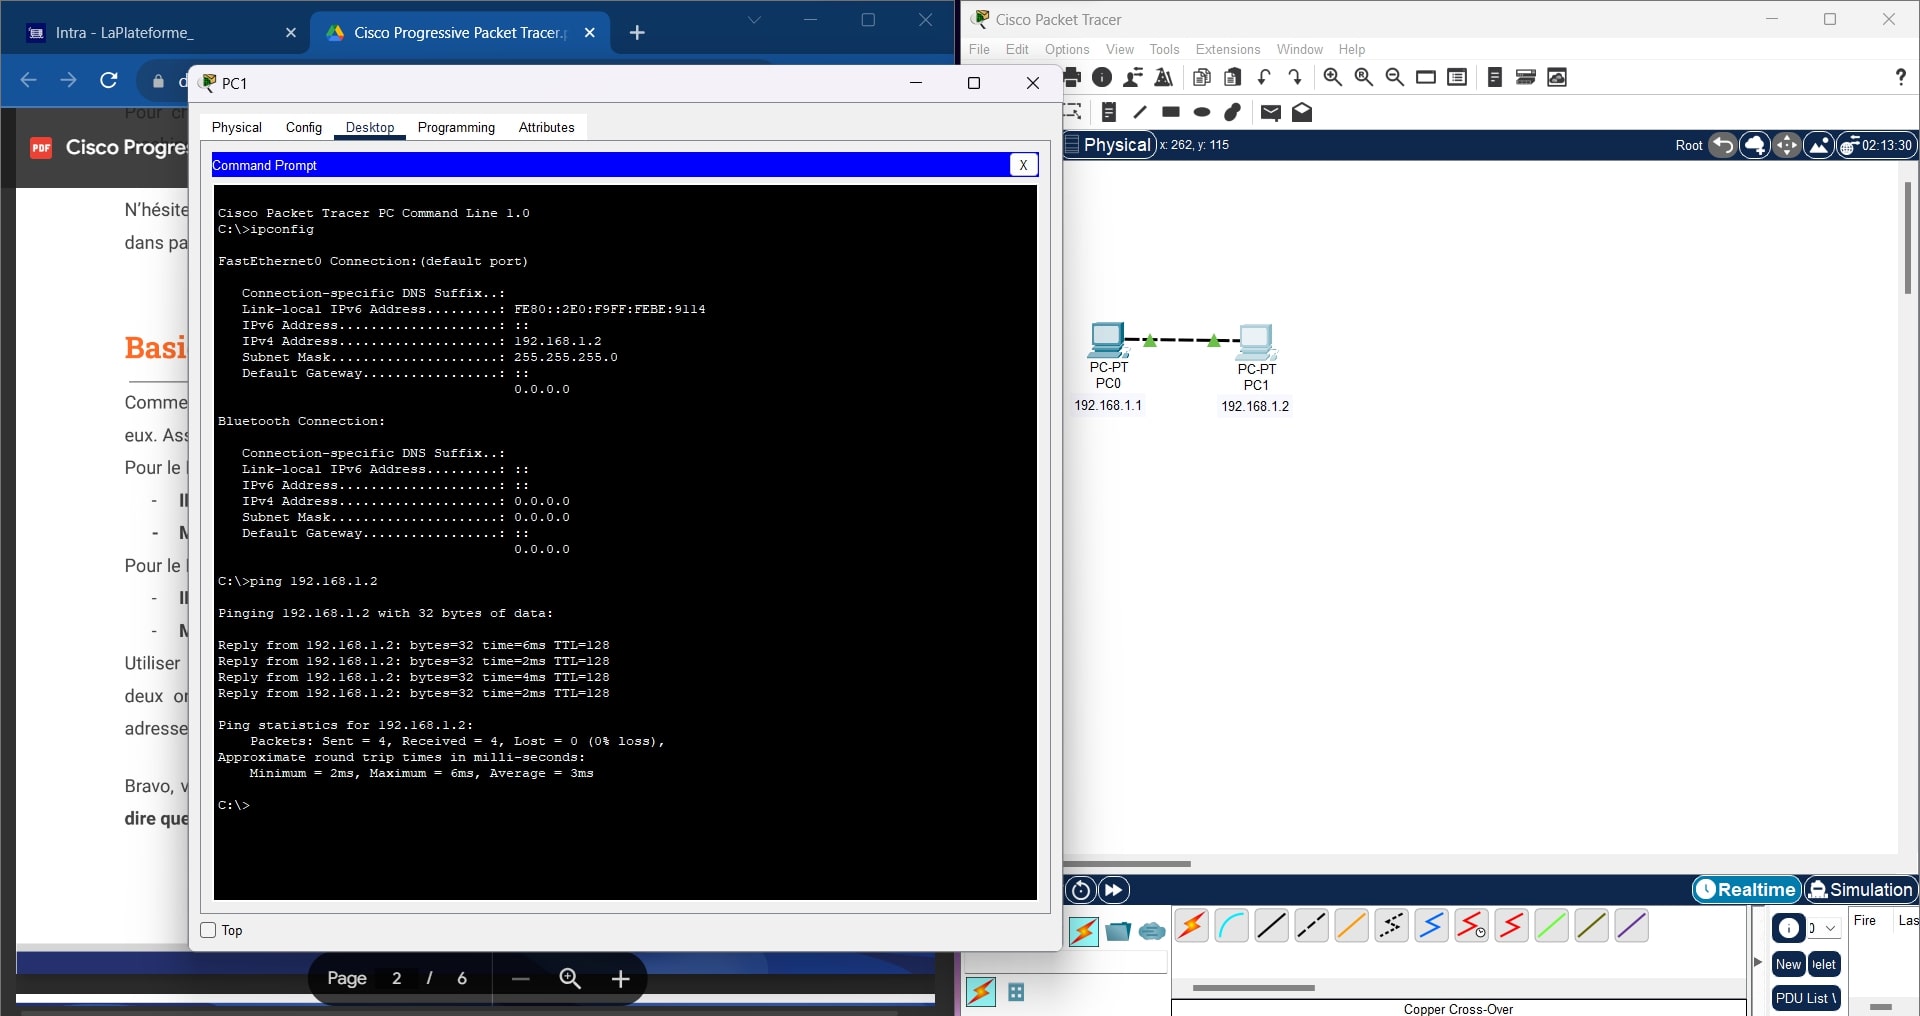 Intra - LaPlateforme_
Cisco Progressive Packet Tracer.
Cisco Packet Tracer
File Edit Options View Tools Extensions Window Help
PC1
Physical Config Desktop Programming Attributes
Physical x: 262, y: 115
Root 02:13:30
PDF Cisco Progre
N'hésite
dans pa
Basi
Comme
eux. Ass
Pour le
Pour le
Utiliser
deux or
adresse
Bravo, v
dire que
Command Prompt X
Cisco Packet Tracer PC Command Line 1.0
C:\>ipconfig
FastEthernet0 Connection:(default port)
Connection-specific DNS Suffix..:
Link-local IPv6 Address.........: FE80::2E0:F9FF:FEBE:9114
IPv6 Address....................: ::
IPv4 Address....................: 192.168.1.2
Subnet Mask.....................: 255.255.255.0
Default Gateway.................: ::
0.0.0.0
Bluetooth Connection:
Connection-specific DNS Suffix..:
Link-local IPv6 Address.........: ::
IPv6 Address....................: ::
IPv4 Address....................: 0.0.0.0
Subnet Mask.....................: 0.0.0.0
Default Gateway.................: ::
0.0.0.0
C:\>ping 192.168.1.2
Pinging 192.168.1.2 with 32 bytes of data:
Reply from 192.168.1.2: bytes=32 time=6ms TTL=128
Reply from 192.168.1.2: bytes=32 time=2ms TTL=128
Reply from 192.168.1.2: bytes=32 time=4ms TTL=128
Reply from 192.168.1.2: bytes=32 time=2ms TTL=128
Ping statistics for 192.168.1.2:
Packets: Sent = 4, Received = 4, Lost = 0 (0% loss),
Approximate round trip times in milli-seconds:
Minimum = 2ms, Maximum = 6ms, Average = 3ms
C:\>
Top
Page 2 / 6
PC-PT
PC0
192.168.1.1
PC-PT
PC1
192.168.1.2
Realtime Simulation
Fire Las
New elet
PDU List
Copper Cross-Over